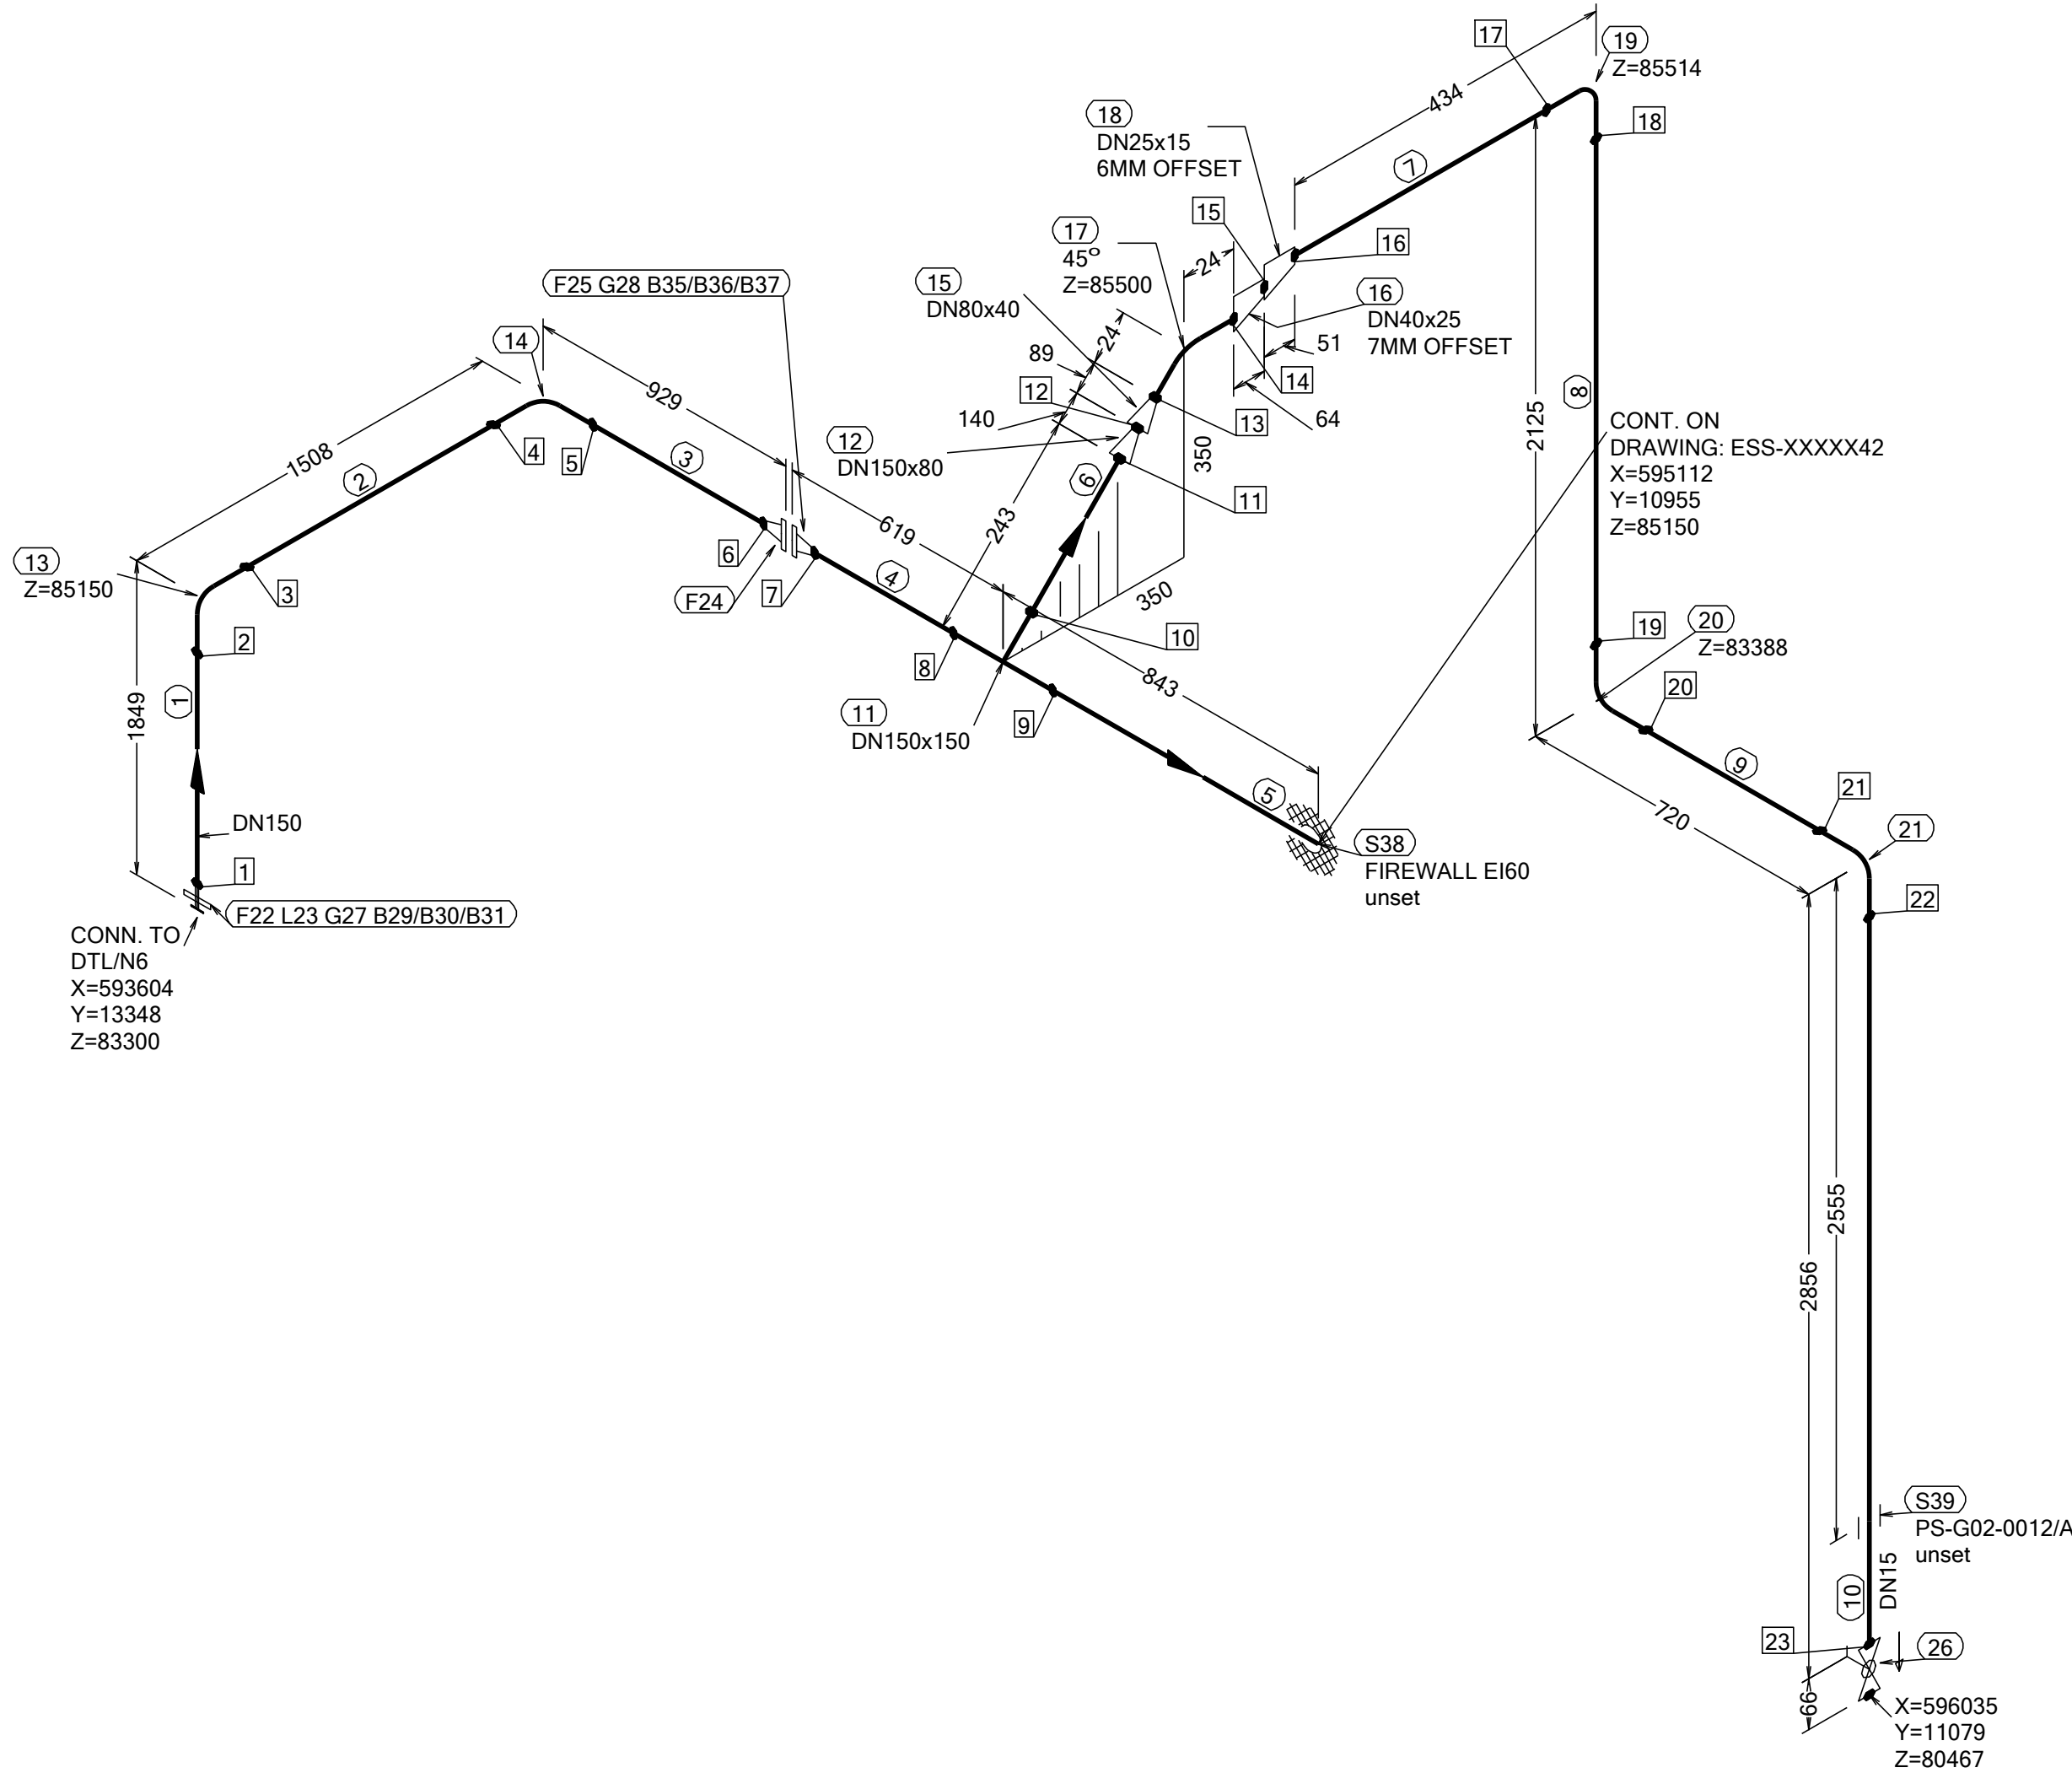 17
19
Z=85514
434
18
DN25x15
6MM OFFSET
18
7
15
17
45°
Z=85500
24
16
F25 G28 B35/B36/B37
15
DN80x40
16
DN40x25
7MM OFFSET
14
24
89
51
929
12
14
8
140
13
64
2125
CONT. ON
DRAWING: ESS-XXXXX42
X=595112
Y=10955
Z=85150
12
DN150x80
350
1508
4
5
3
2
6
11
243
619
13
Z=85150
6
4
3
F24
7
350
2
8
10
19
20
Z=83388
843
20
1
1849
11
DN150x150
9
9
21
5
720
21
DN150
S38
FIREWALL EI60
unset
1
22
F22 L23 G27 B29/B30/B31
CONN. TO
DTL/N6
X=593604
Y=13348
Z=83300
2555
2856
S39
PS-G02-0012/A
unset
DN15
10
23
26
66
X=596035
Y=11079
Z=80467